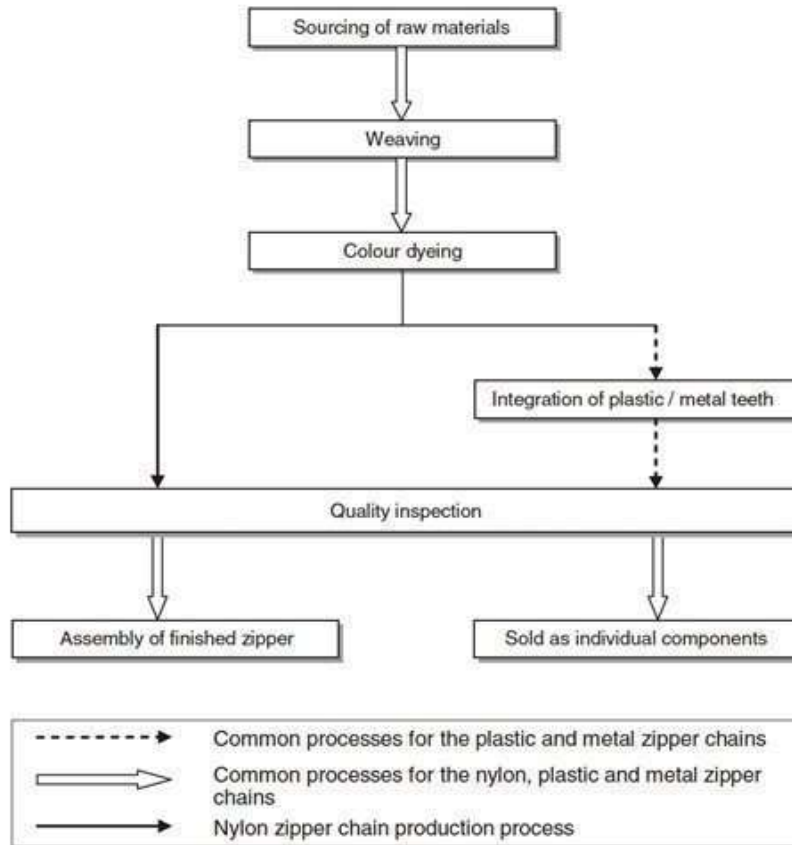 Sourcing of raw materials
Weaving
Colour dyeing
Integration of plastic / metal teeth
Quality inspection
Assembly of finished zipper
Sold as individual components
Common processes for the plastic and metal zipper chains
Common processes for the nylon, plastic and metal zipper
chains
Nylon zipper chain production process